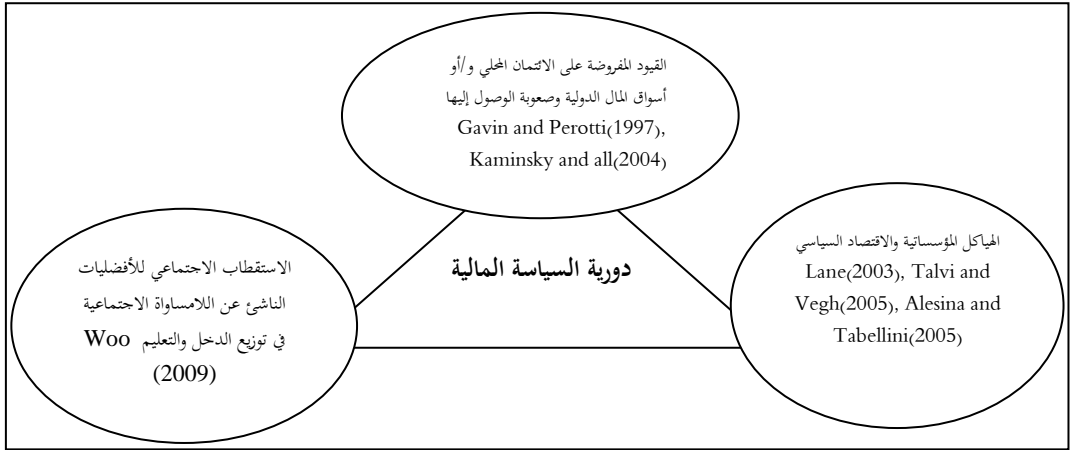 القيود المفروضة على الائتمان المحلي و/أو
أسواق المال الدولية وصعوبة الوصول إليها
Gavin and Perotti(1997),
Kaminsky and all(2004)
دورية السياسة المالية
الهياكل المؤسساتية والاقتصاد السياسي
Lane(2003), Talvi and
Vegh(2005), Alesina and
Tabellini(2005)
الاستقطاب الاجتماعي للأفضليات
الناشئ عن اللامساواة الاجتماعية
في توزيع الدخل والتعليم Woo
(2009)